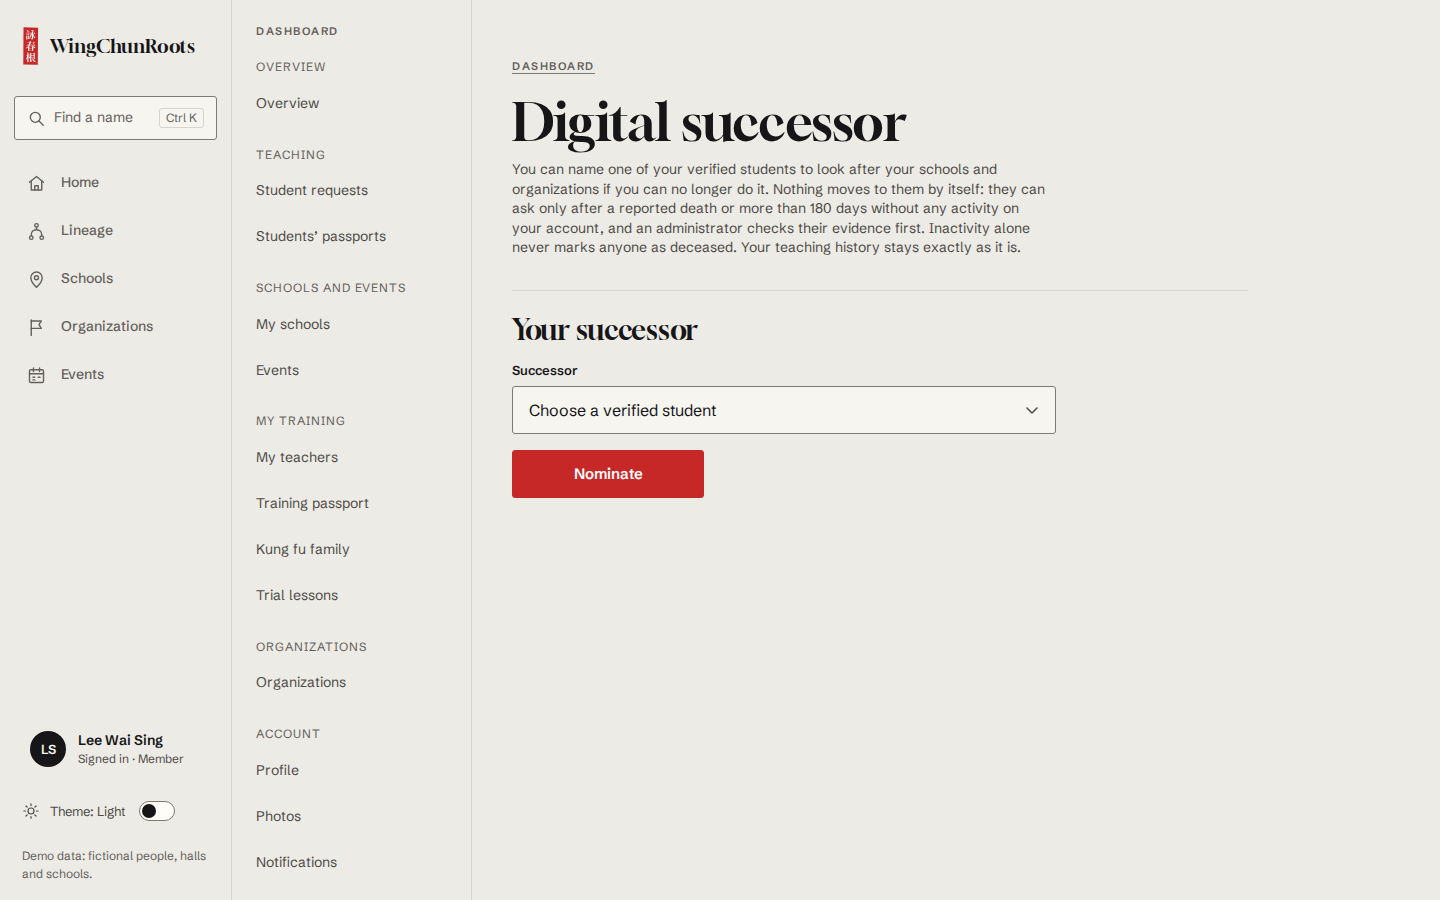 詠春根
WingChunRoots
Find a name
Ctrl K
Home
Lineage
Schools
Organizations
Events
LS
Lee Wai Sing
Signed in · Member
Theme: Light
Demo data: fictional people, halls
and schools.
DASHBOARD
OVERVIEW
Overview
TEACHING
Student requests
Students’ passports
SCHOOLS AND EVENTS
My schools
Events
MY TRAINING
My teachers
Training passport
Kung fu family
Trial lessons
ORGANIZATIONS
Organizations
ACCOUNT
Profile
Photos
Notifications
DASHBOARD
Digital successor
You can name one of your verified students to look after your schools and
organizations if you can no longer do it. Nothing moves to them by itself: they can
ask only after a reported death or more than 180 days without any activity on
your account, and an administrator checks their evidence first. Inactivity alone
never marks anyone as deceased. Your teaching history stays exactly as it is.
Your successor
Successor
Choose a verified student
Nominate